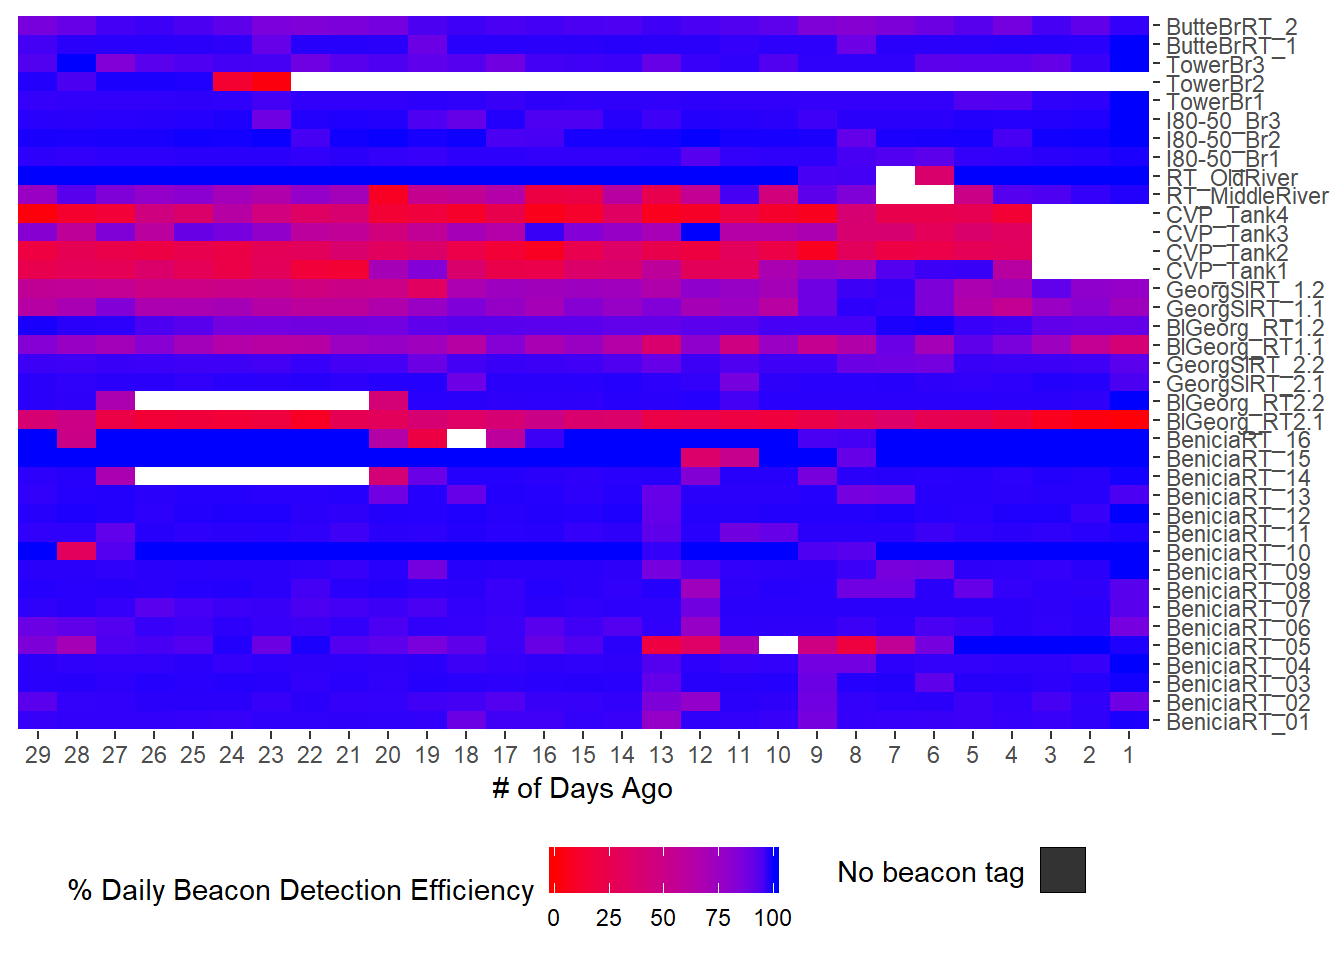 ButteBrRT_2
ButteBrRT_1
TowerBr3
TowerBr2
TowerBr1
I80-50_Br3
I80-50_Br2
I80-50_Br1
RT_OldRiver
RT_MiddleRiver
CVP_Tank4
CVP_Tank3
CVP_Tank2
CVP_Tank1
GeorgSlRT_1.2
GeorgSlRT_1.1
BlGeorg_RT1.2
BlGeorg_RT1.1
GeorgSlRT_2.2
GeorgSlRT_2.1
BlGeorg_RT2.2
BlGeorg_RT2.1
BeniciaRT_16
BeniciaRT_15
BeniciaRT_14
BeniciaRT_13
BeniciaRT_12
BeniciaRT_11
BeniciaRT_10
BeniciaRT_09
BeniciaRT_08
BeniciaRT_07
BeniciaRT_06
BeniciaRT_05
BeniciaRT_04
BeniciaRT_03
BeniciaRT_02
BeniciaRT_01
29 28 27 26 25 24 23 22 21 20 19 18 17 16 15 14 13 12 11 10 9 8 7 6 5 4 3 2 1
# of Days Ago
% Daily Beacon Detection Efficiency
0 25 50 75 100
No beacon tag